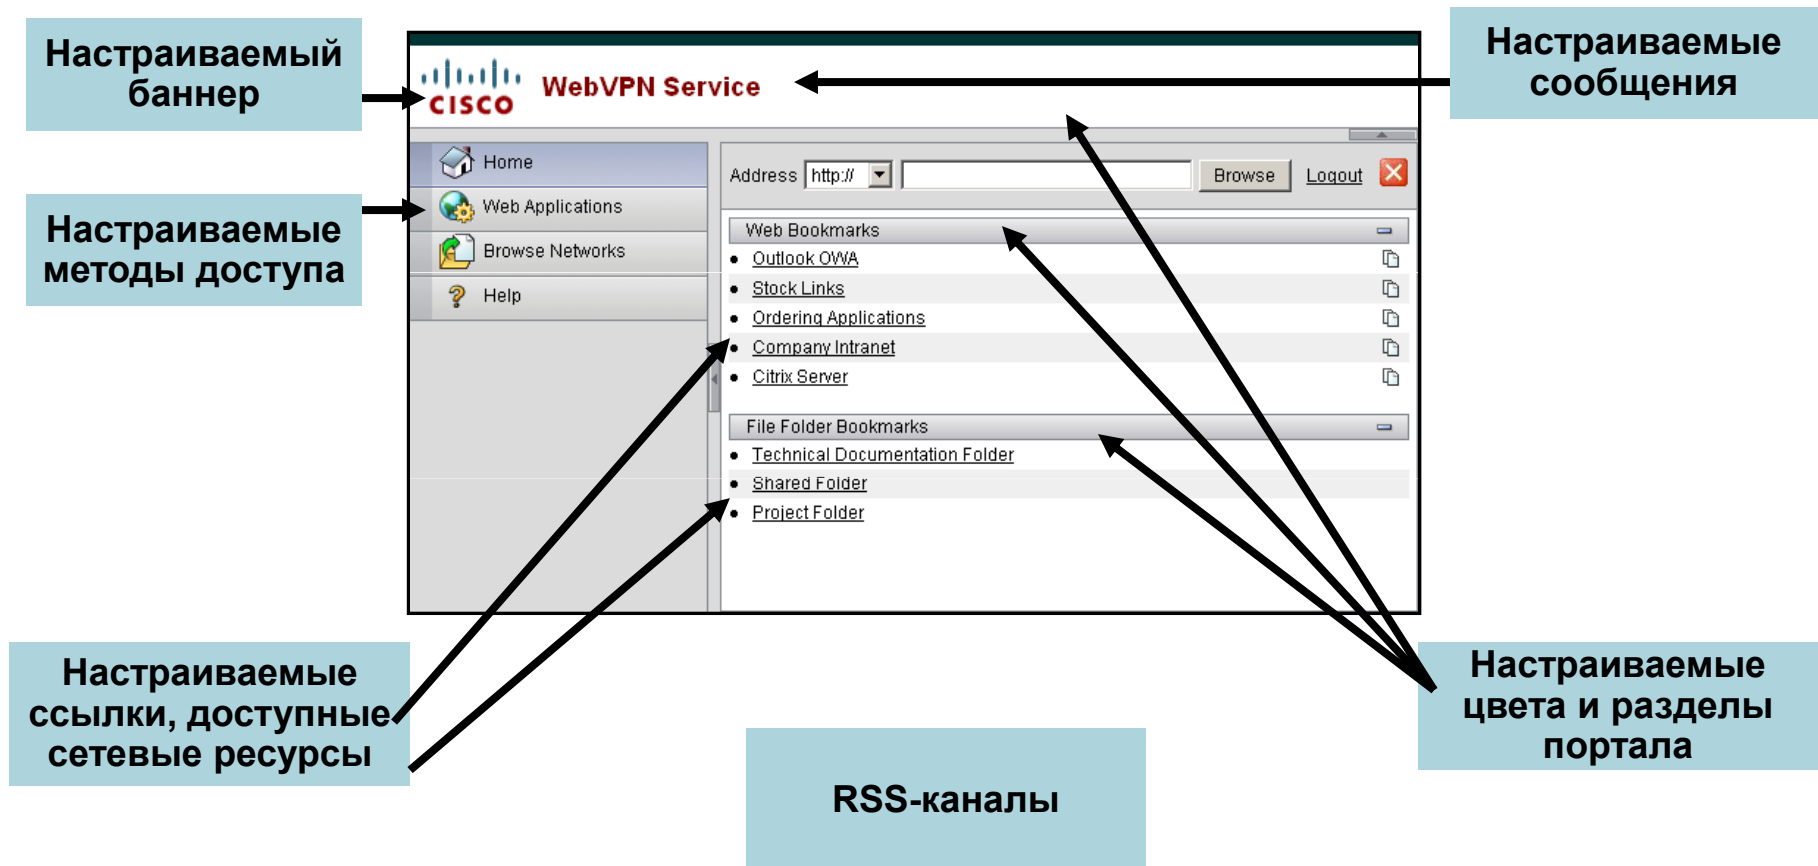 Настраиваемый
баннер
Настраиваемые
сообщения
CISCO
WebVPN Service
Home
Web Applications
Browse Networks
Help
Address http:// Browse Logout
Настраиваемые
методы доступа
Web Bookmarks
Outlook OWA
Stock Links
Ordering Applications
Company Intranet
Citrix Server
File Folder Bookmarks
Technical Documentation Folder
Shared Folder
Project Folder
Настраиваемые
ссылки, доступные
сетевые ресурсы
Настраиваемые
цвета и разделы
портала
RSS-каналы